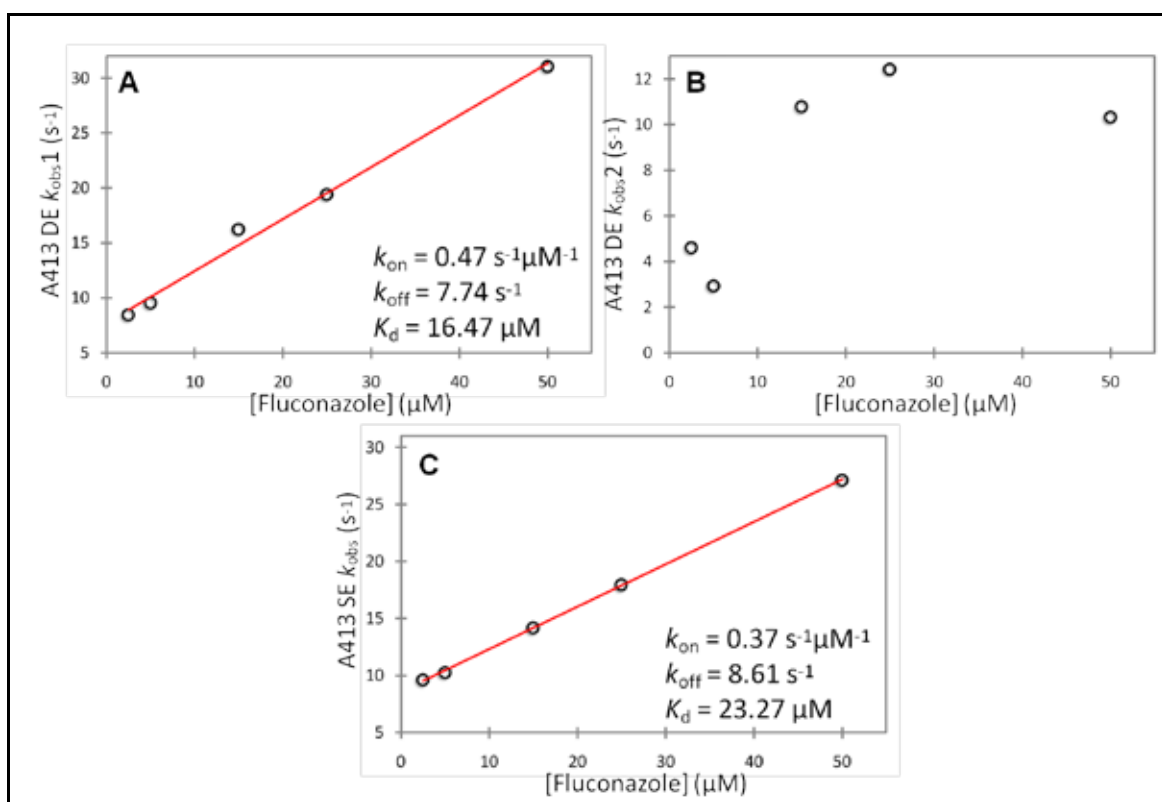 A
A413 DE kobs1 (s-1)
30
25
20
15
10
5
0 10 20 30 40 50
[Fluconazole] (µM)
kon = 0.47 s-1µM-1
koff = 7.74 s-1
Kd = 16.47 µM
B
A413 DE kobs2 (s-1)
12
10
8
6
4
2
0
0 10 20 30 40 50
[Fluconazole] (µM)
C
A413 SE kobs (s-1)
30
25
20
15
10
5
0 10 20 30 40 50
[Fluconazole] (µM)
kon = 0.37 s-1µM-1
koff = 8.61 s-1
Kd = 23.27 µM